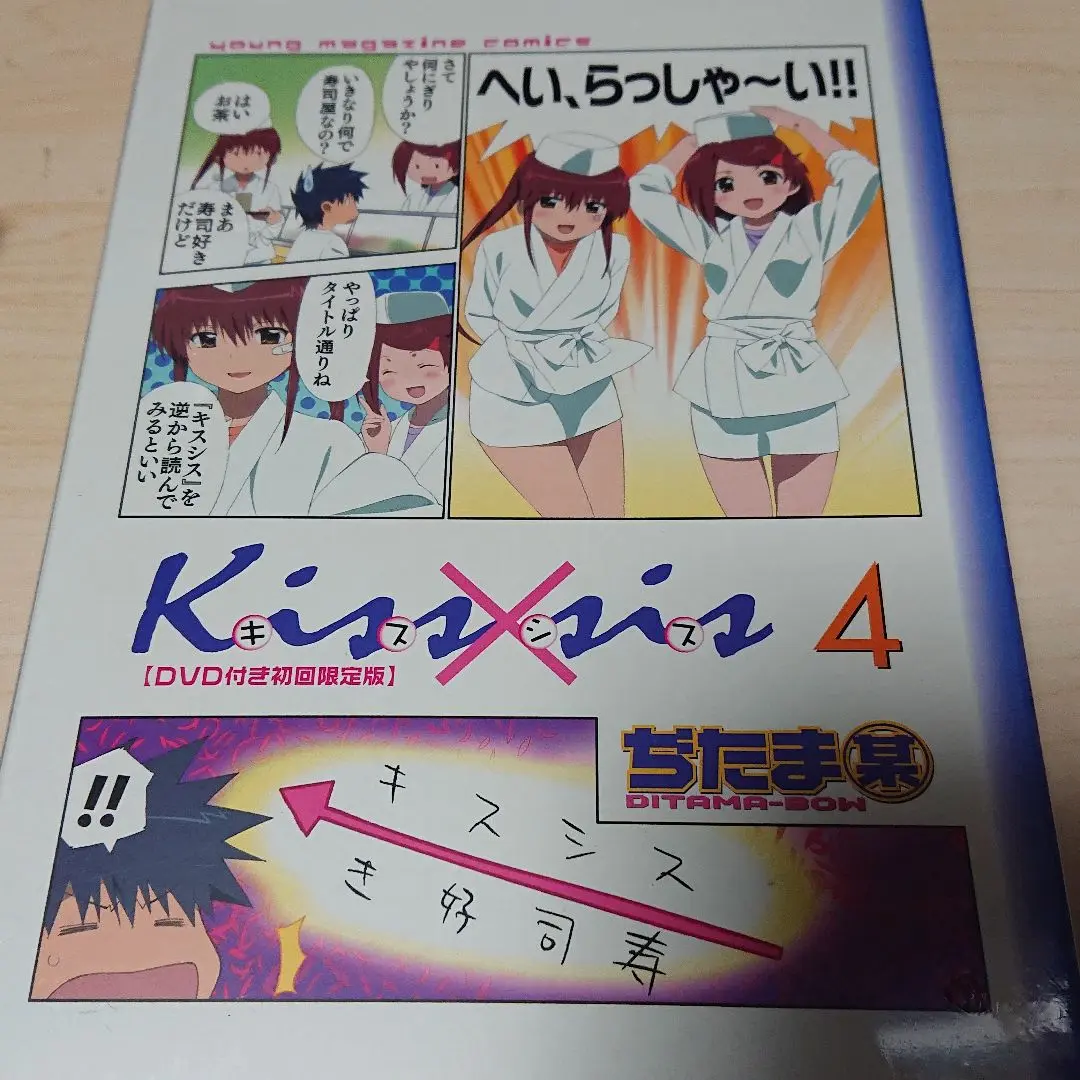 young magazine comics
へい、らっしゃ〜い!!
さて
何にぎり
やしょうか?
いきなり何で
寿司屋なの?
はい
お茶
まあ
寿司好き
だけど
やっぱり
タイトル通りね
『キスシス』を
逆から読んで
みるといい
Kiss×sis 4
キスシス
【DVD付き初回限定版】
ぢたま某
DITAMA-BOW
!!
キスシス
き好司寿